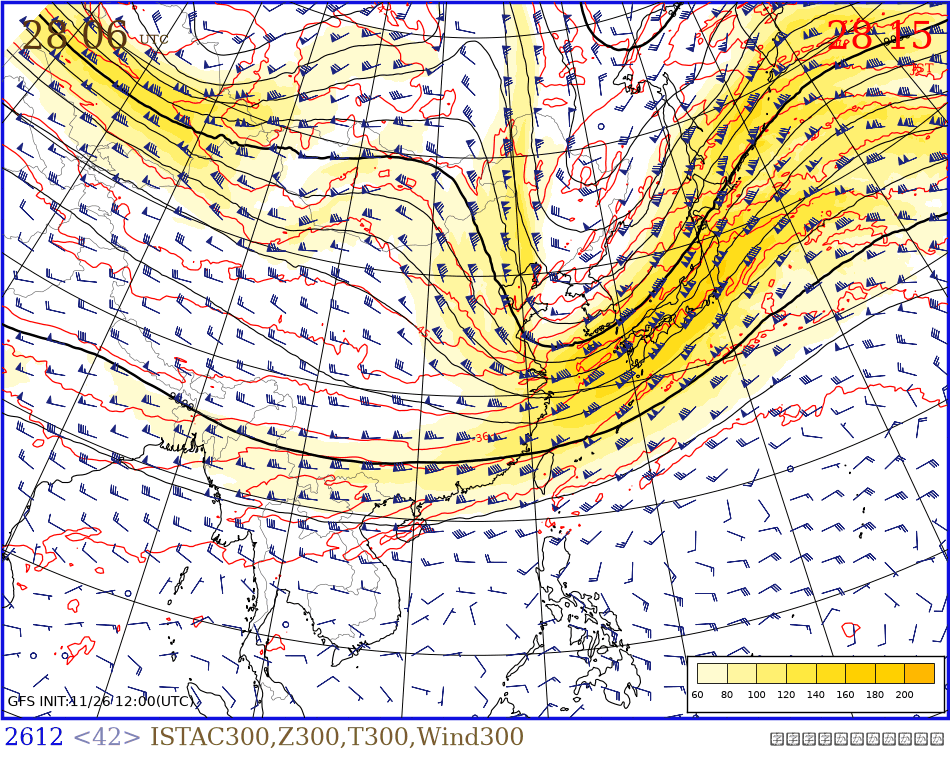 28 06 UTC
28 15
-36
GFS INIT:11/26/12:00(UTC)
60 80 100 120 140 160 180 200
2612 <42> ISTAC300,Z300,T300,Wind300